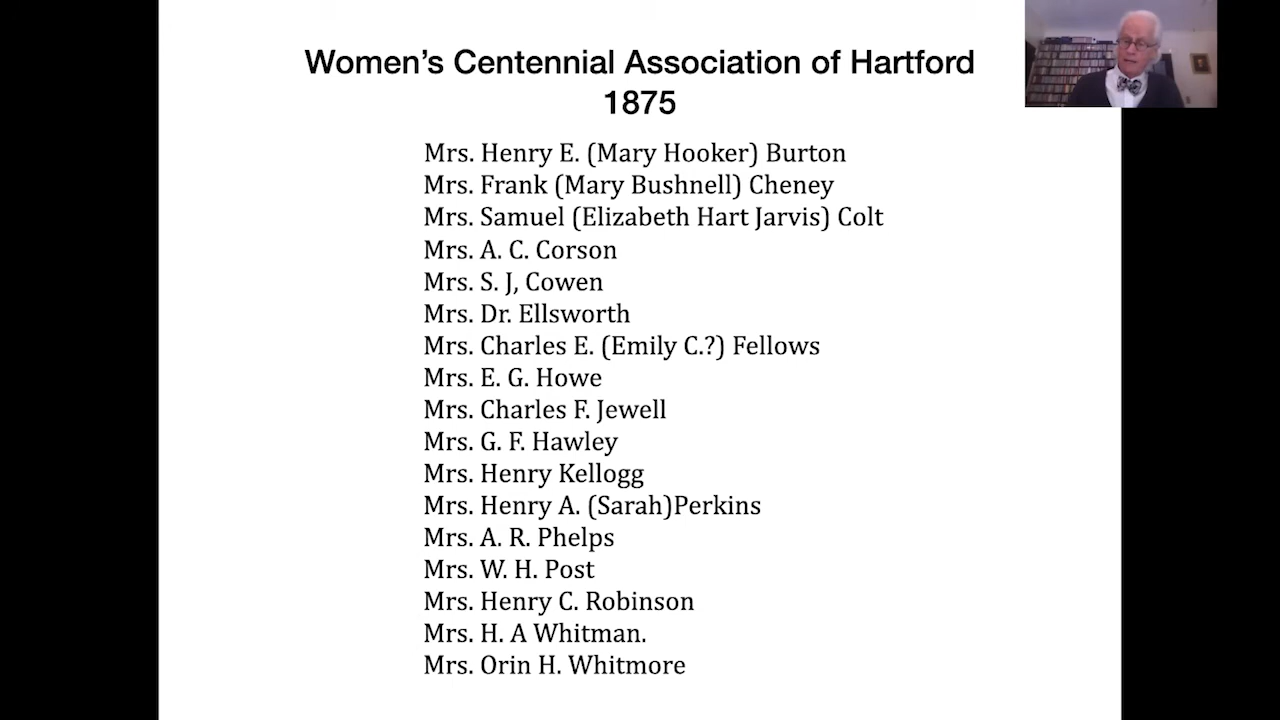 Women's Centennial Association of Hartford
1875
Mrs. Henry E. (Mary Hooker) Burton
Mrs. Frank (Mary Bushnell) Cheney
Mrs. Samuel (Elizabeth Hart Jarvis) Colt
Mrs. A. C. Corson
Mrs. S. J, Cowen
Mrs. Dr. Ellsworth
Mrs. Charles E. (Emily C.?) Fellows
Mrs. E. G. Howe
Mrs. Charles F. Jewell
Mrs. G. F. Hawley
Mrs. Henry Kellogg
Mrs. Henry A. (Sarah)Perkins
Mrs. A. R. Phelps
Mrs. W. H. Post
Mrs. Henry C. Robinson
Mrs. H. A Whitman.
Mrs. Orin H. Whitmore